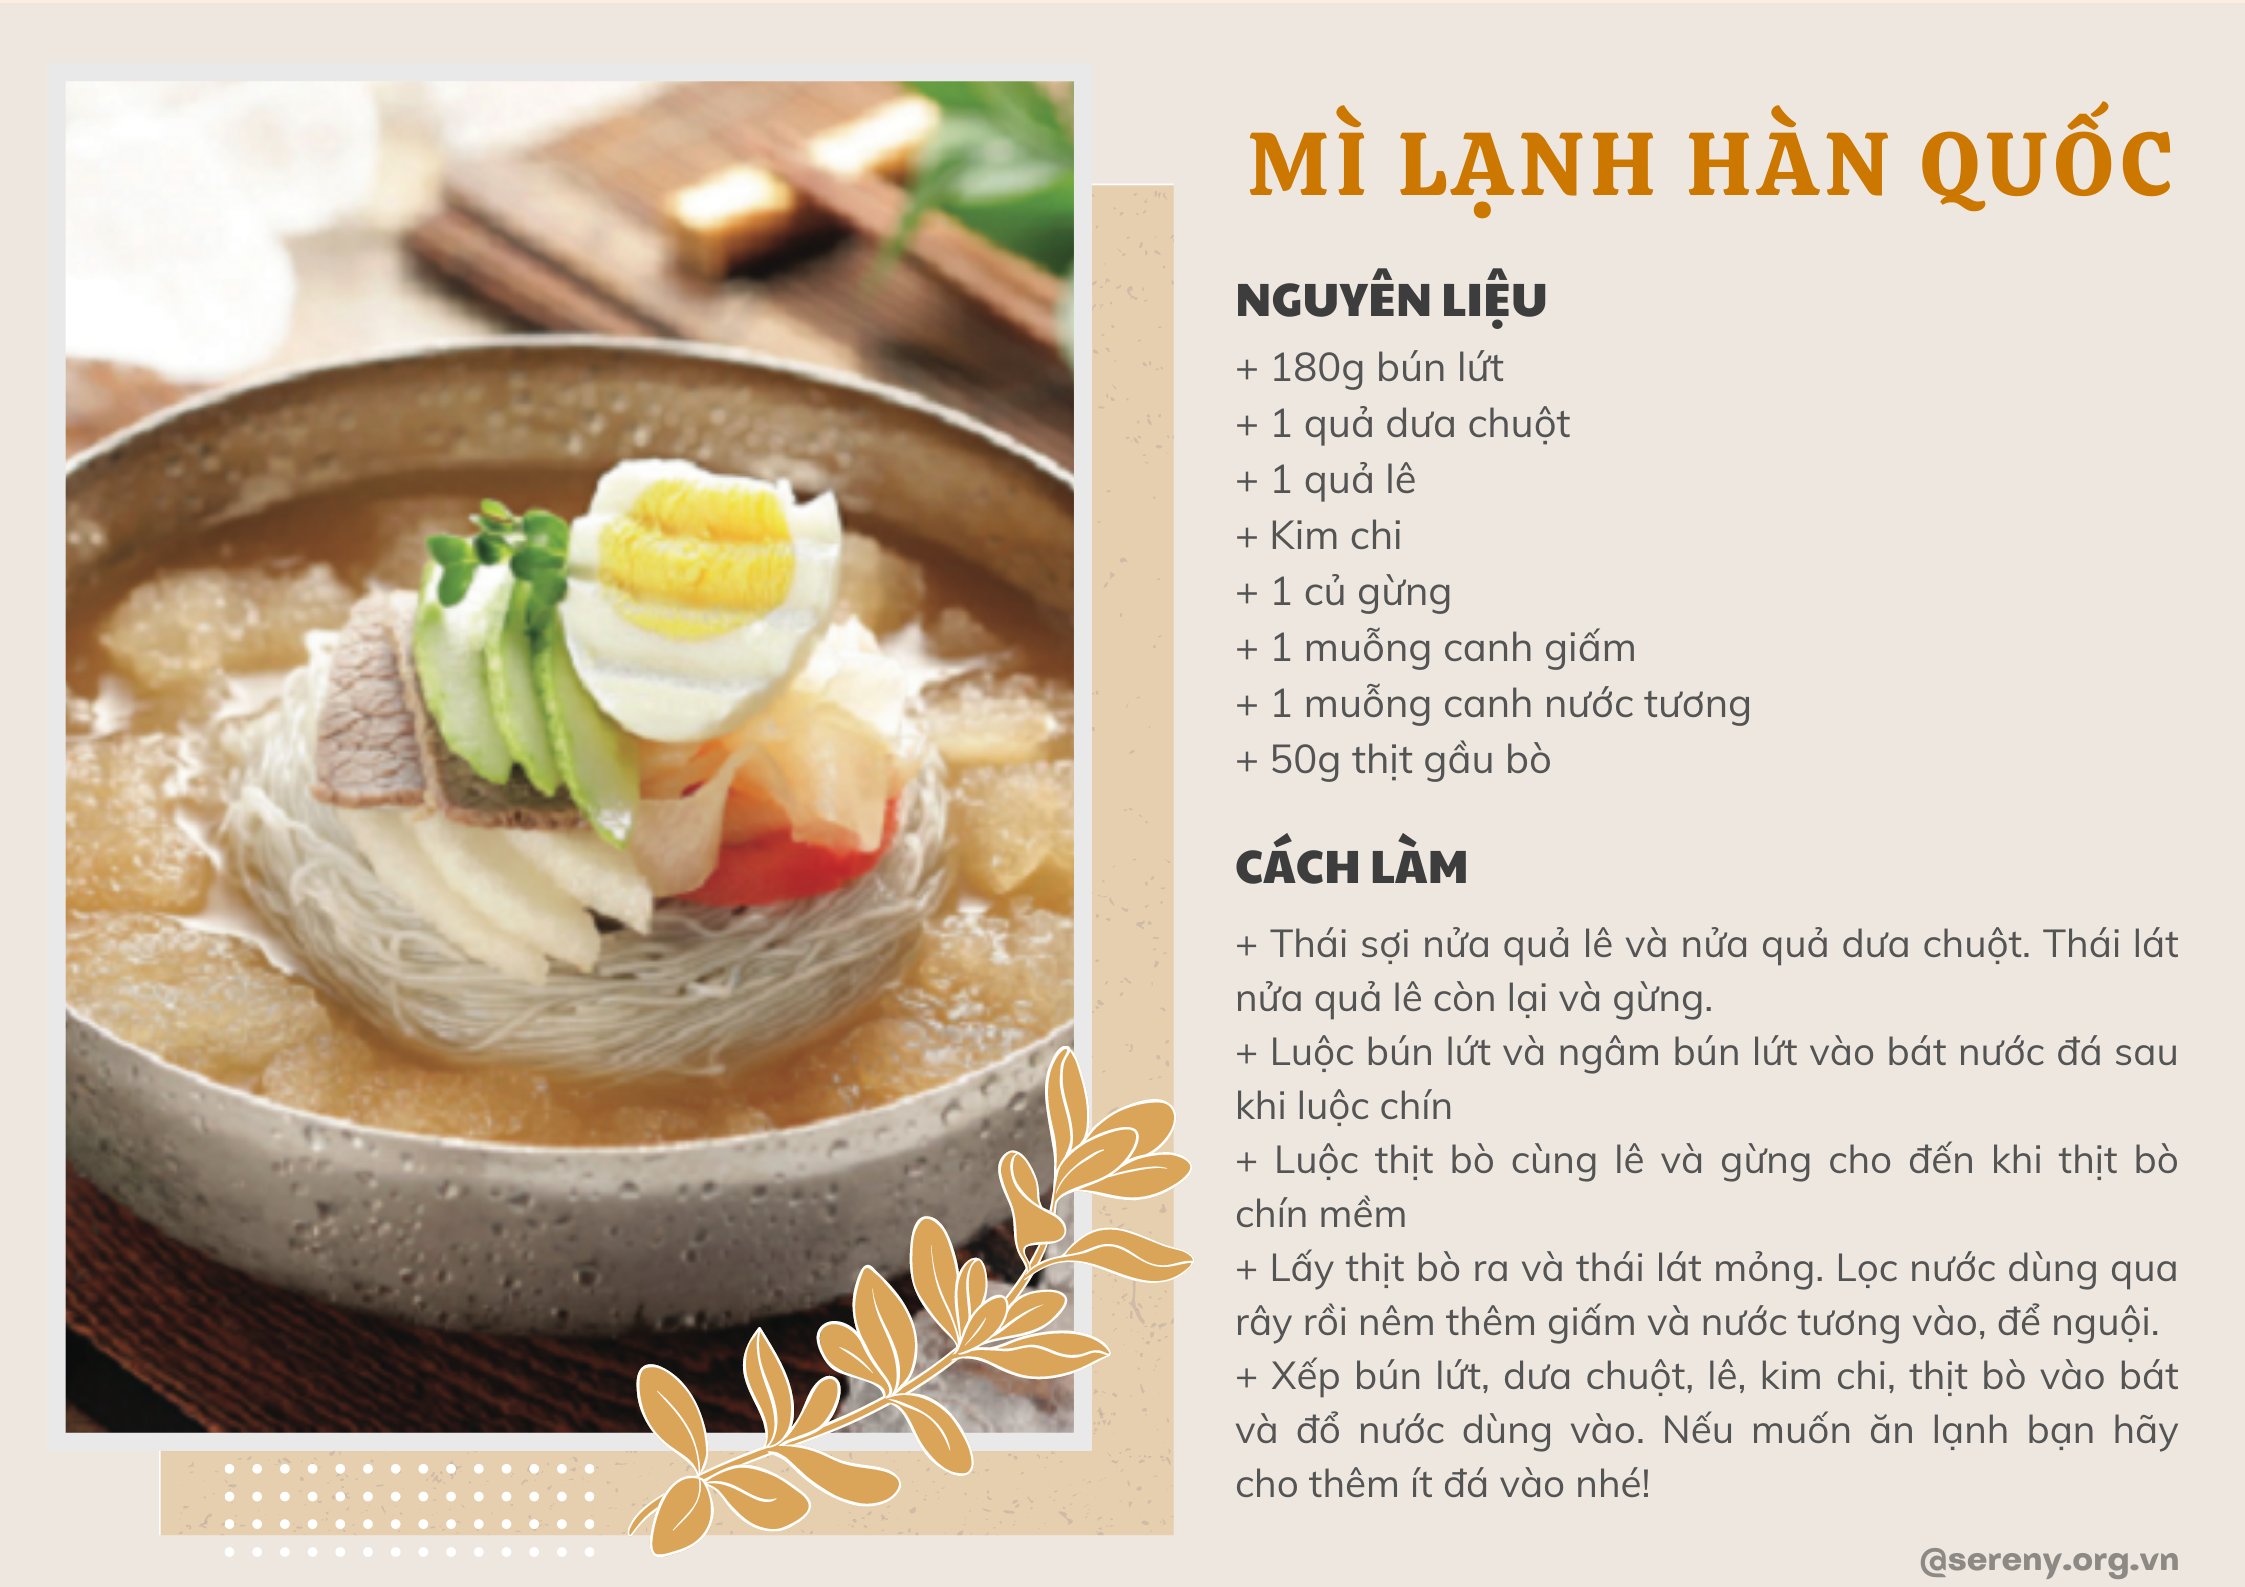 MÌ LẠNH HÀN QUỐC
NGUYÊN LIỆU
+ 180g bún lứt
+ 1 quả dưa chuột
+ 1 quả lê
+ Kim chi
+ 1 củ gừng
+ 1 muỗng canh giấm
+ 1 muỗng canh nước tương
+ 50g thịt gầu bò
CÁCH LÀM
+ Thái sợi nửa quả lê và nửa quả dưa chuột. Thái lát
nửa quả lê còn lại và gừng.
+ Luộc bún lứt và ngâm bún lứt vào bát nước đá sau
khi luộc chín
+ Luộc thịt bò cùng lê và gừng cho đến khi thịt bò
chín mềm
+ Lấy thịt bò ra và thái lát mỏng. Lọc nước dùng qua
rây rồi nêm thêm giấm và nước tương vào, để nguội.
+ Xếp bún lứt, dưa chuột, lê, kim chi, thịt bò vào bát
và đổ nước dùng vào. Nếu muốn ăn lạnh bạn hãy
cho thêm ít đá vào nhé!
@sereny.org.vn